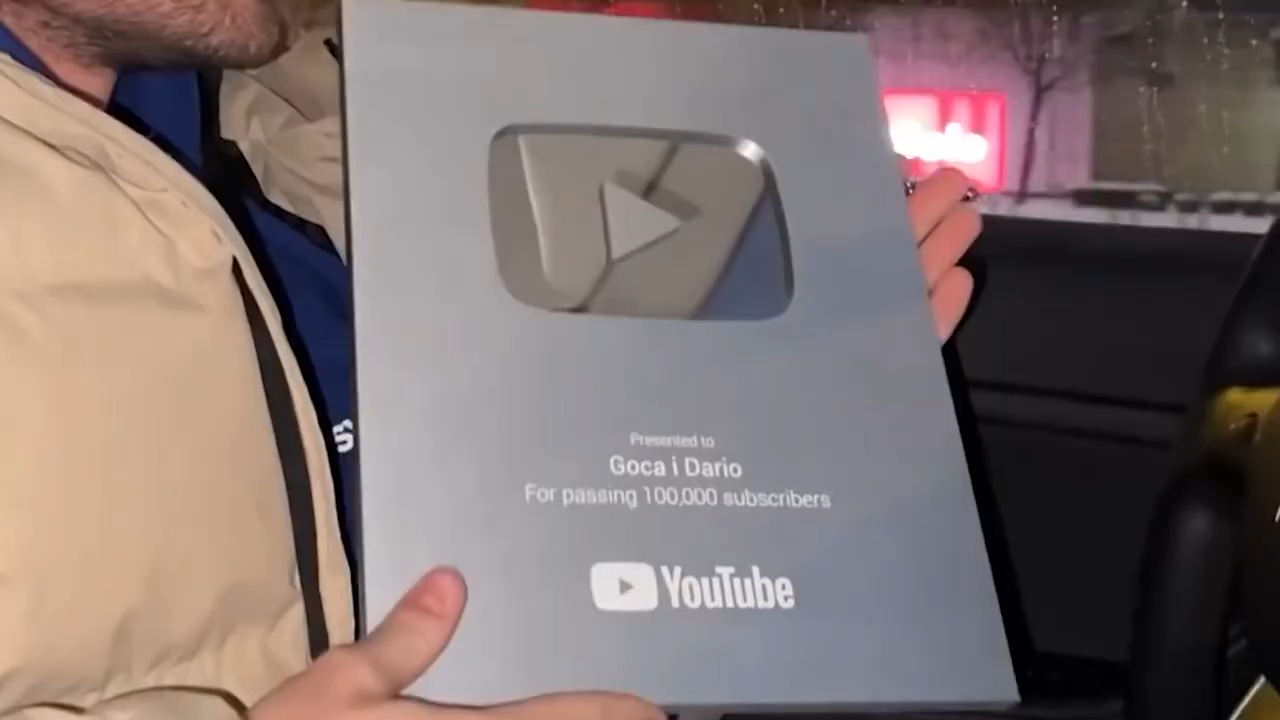 Presented to
Goca i Dario
For passing 100,000 subscribers
YouTube